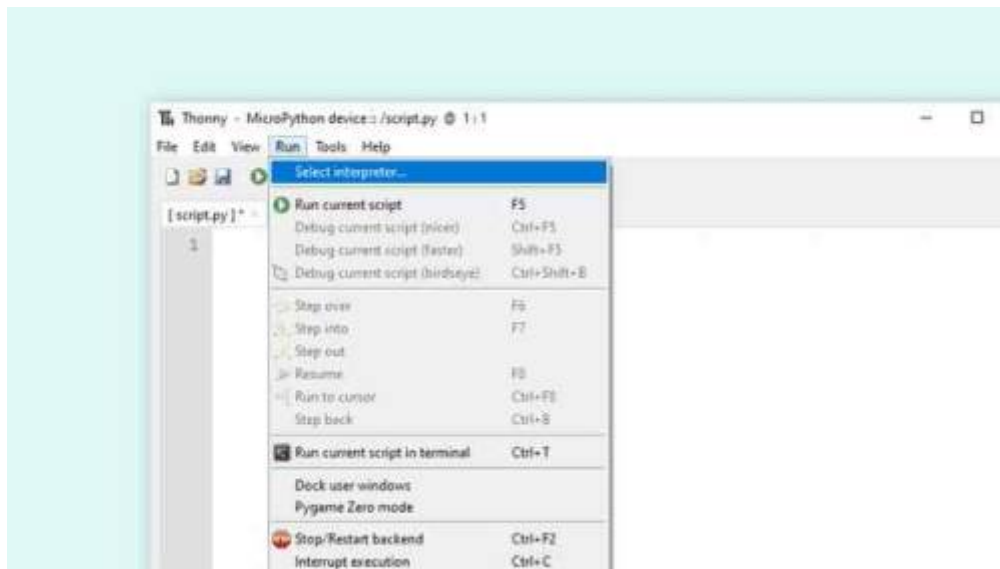 Thonny - MicroPython device :: /script.py @ 1 : 1
File Edit View Run Tools Help
Select interpreter...
[ script.py ] *
Run current script F5
Debug current script (nicer) Ctrl+F5
Debug current script (faster) Shift+F5
Debug current script (birdseye) Ctrl+Shift+B
1
Step over F6
Step into F7
Step out
Resume F8
Run to cursor Ctrl+F8
Step back Ctrl+B
Run current script in terminal Ctrl+T
Dock user windows
Pygame Zero mode
Stop/Restart backend Ctrl+F2
Interrupt execution Ctrl+C